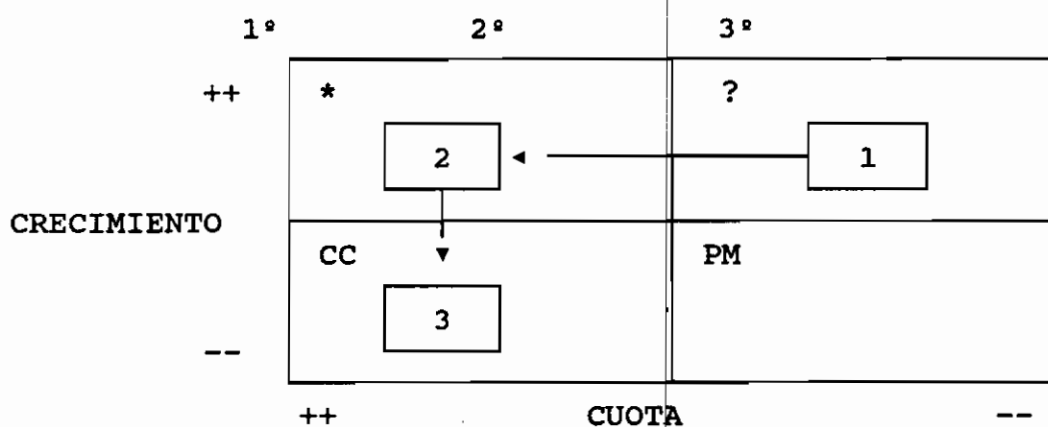 1º 2º 3º
++ * ?
2 1
CRECIMIENTO
CC PM
3
--
++ CUOTA --